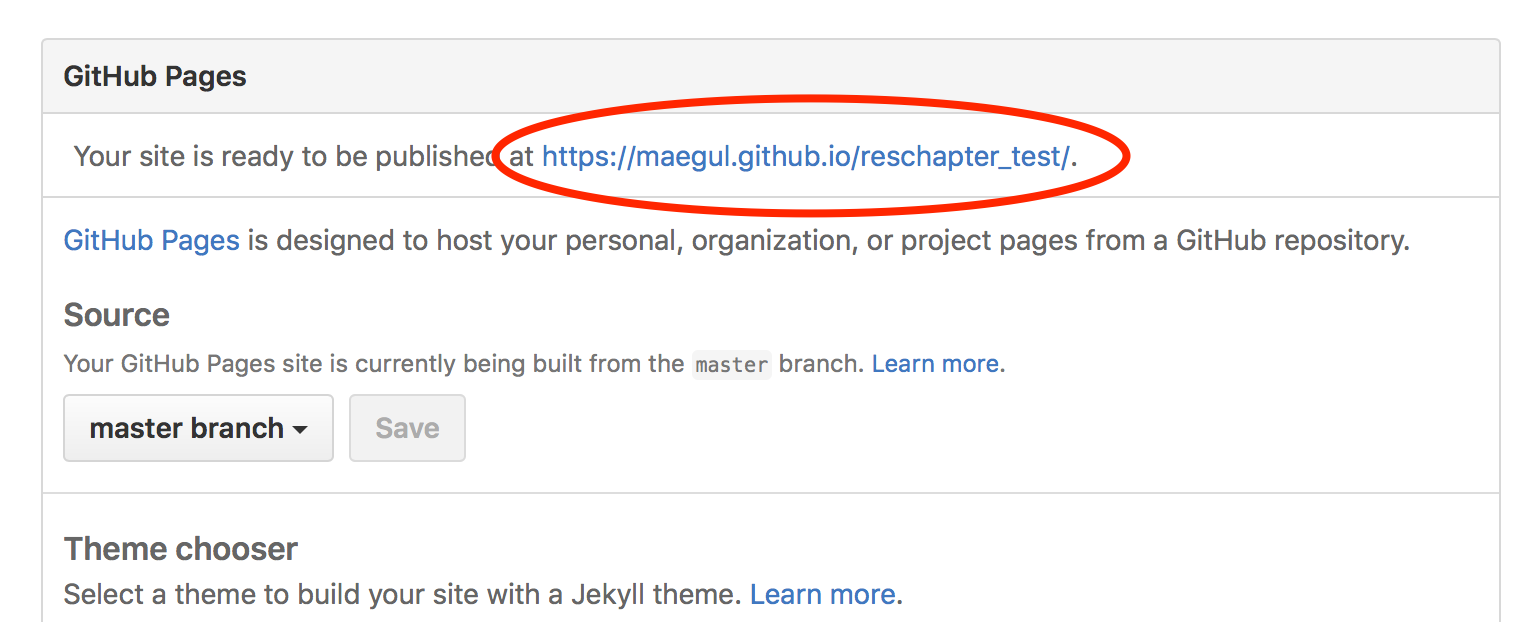 GitHub Pages
Your site is ready to be published at https://maegul.github.io/reschapter_test/.
GitHub Pages is designed to host your personal, organization, or project pages from a GitHub repository.
Source
Your GitHub Pages site is currently being built from the master branch. Learn more.
master branch Save
Theme chooser
Select a theme to build your site with a Jekyll theme. Learn more.